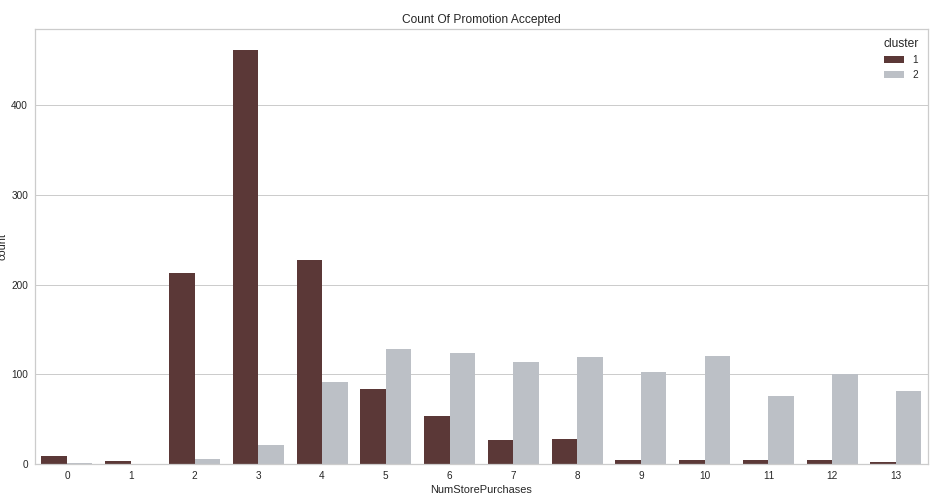 Count Of Promotion Accepted
cluster
1
2
400
300
200
100
0
count
0 1 2 3 4 5 6 7 8 9 10 11 12 13
NumStorePurchases